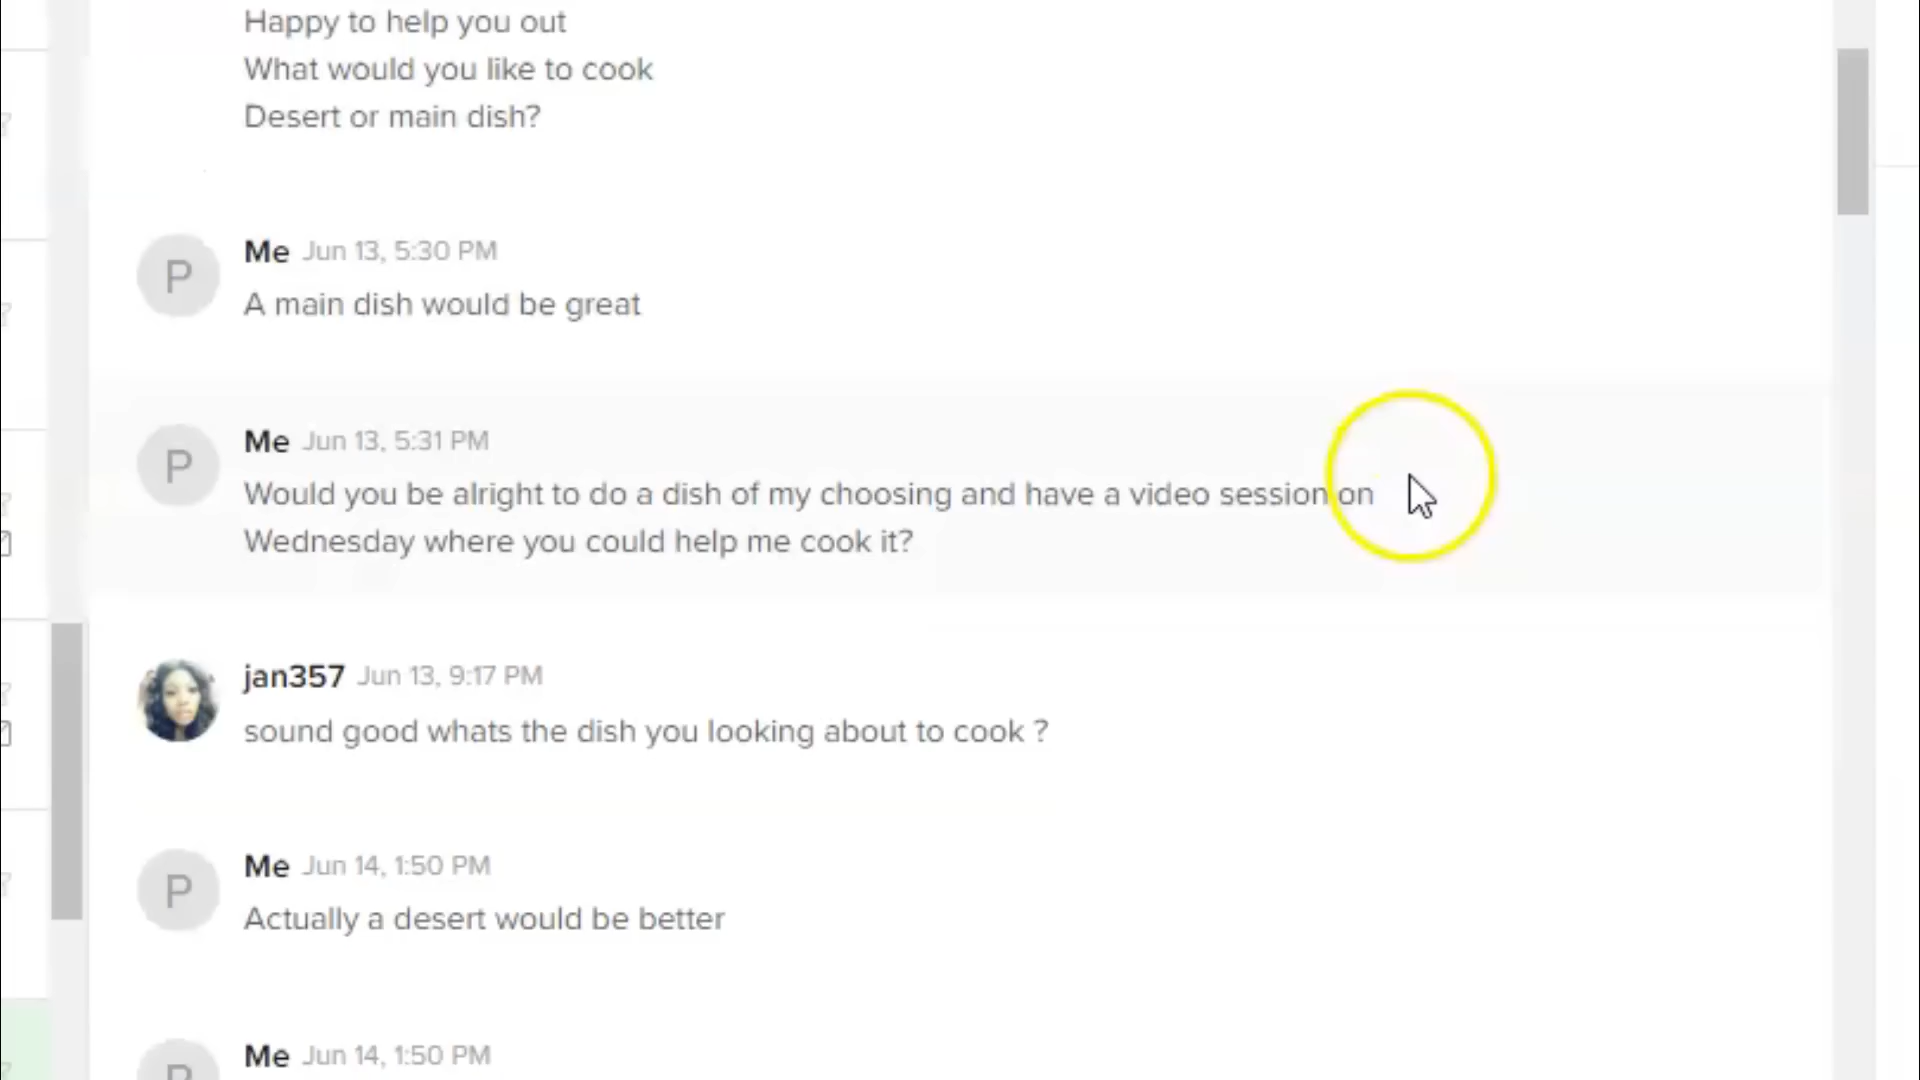 Happy to help you out
What would you like to cook
Desert or main dish?
P
Me Jun 13, 5:30 PM
A main dish would be great
P
Me Jun 13, 5:31 PM
Would you be alright to do a dish of my choosing and have a video session on
Wednesday where you could help me cook it?
jan357 Jun 13, 9:17 PM
sound good whats the dish you looking about to cook ?
P
Me Jun 14, 1:50 PM
Actually a desert would be better
P
Me Jun 14, 1:50 PM